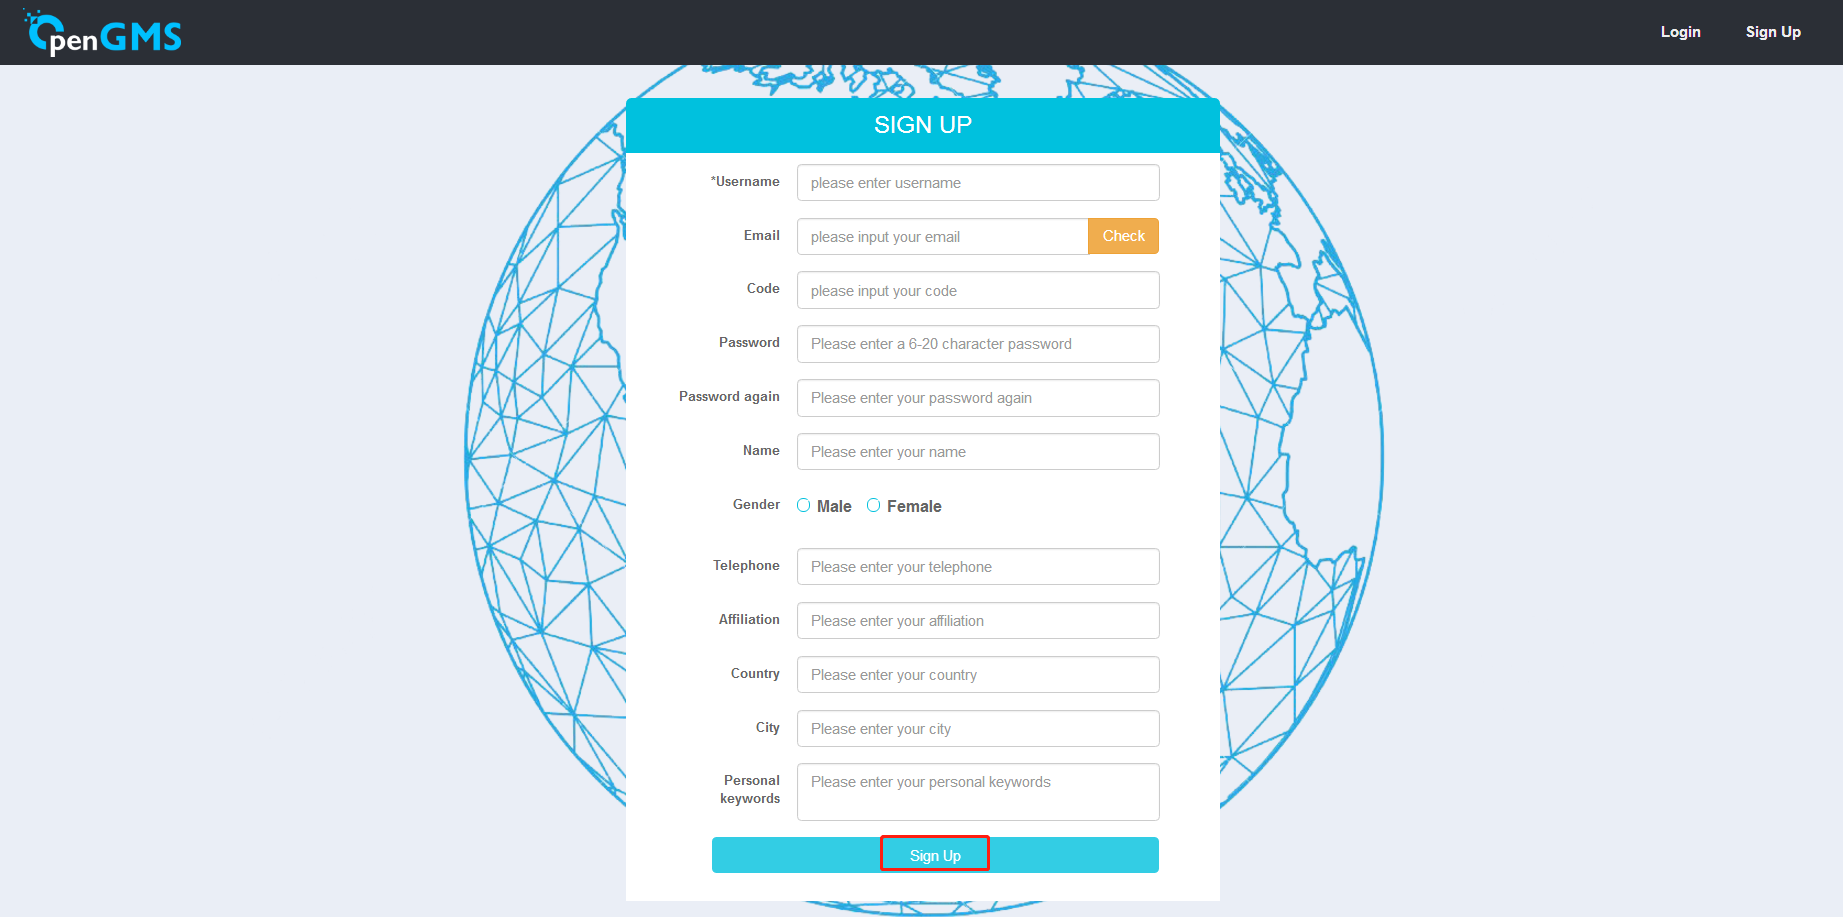 OpenGMS
Login Sign Up
SIGN UP
*Username please enter username
Email please input your email Check
Code please input your code
Password Please enter a 6-20 character password
Password again Please enter your password again
Name Please enter your name
Gender Male Female
Telephone Please enter your telephone
Affiliation Please enter your affiliation
Country Please enter your country
City Please enter your city
Personal keywords Please enter your personal keywords
Sign Up